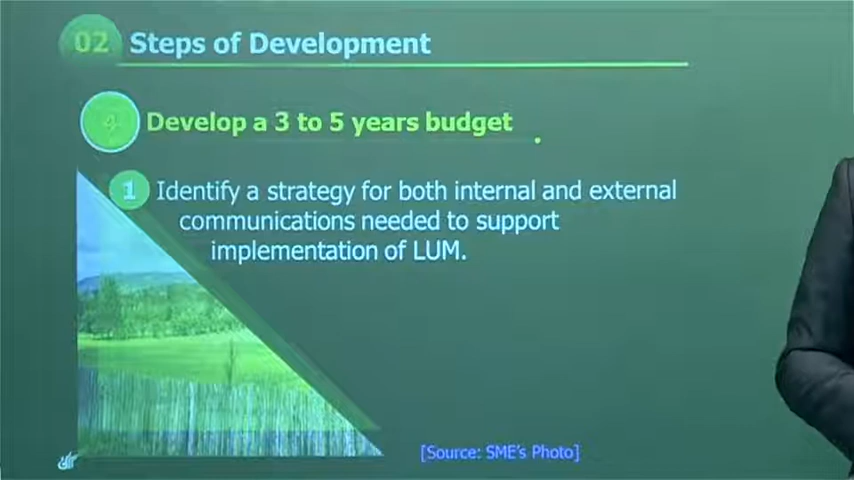 02 Steps of Development
4 Develop a 3 to 5 years budget
1 Identify a strategy for both internal and external
communications needed to support
implementation of LUM.
[Source: SME's Photo]